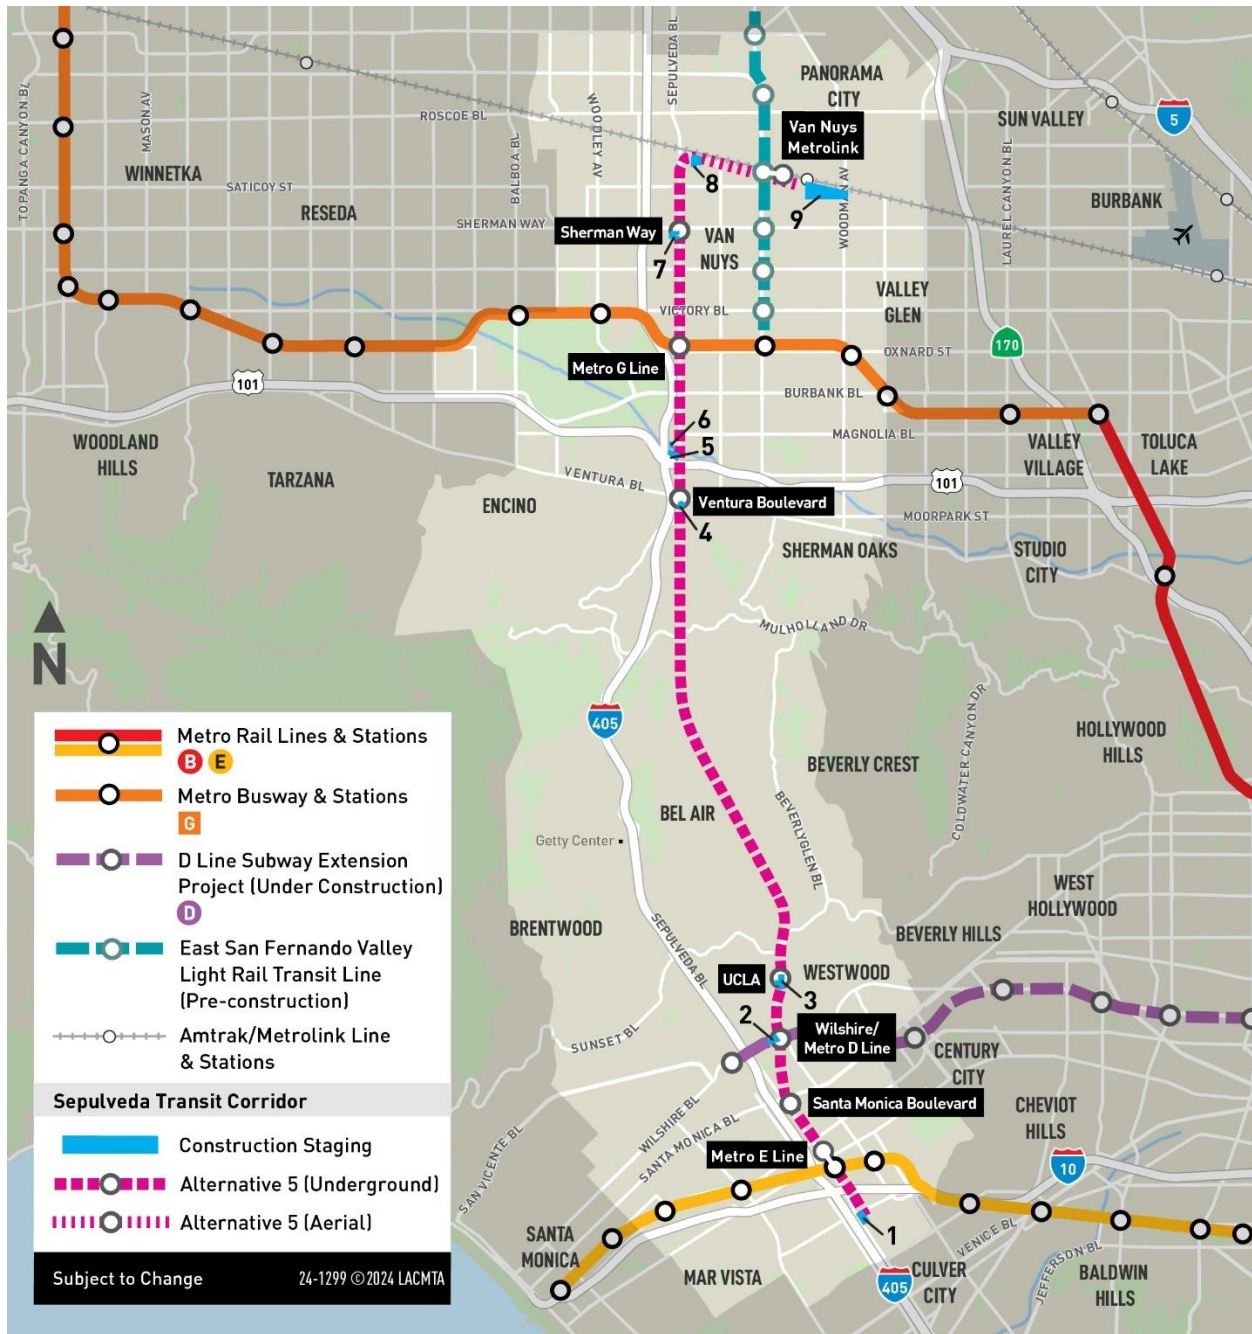 TOPANGA CANYON BL
MASON AV
WINNETKA
SATICOY ST
RESEDA
BALBOA BL
SHERMAN WAY
ROSCOE BL
WOODLEY AV
SEPULVEDA BL
PANORAMA
CITY
Van Nuys
Metrolink
SUN VALLEY
5
LAUREL CANYON BL
BURBANK
WOODMAN AV
8
9
Sherman Way
7
VAN
NUYS
VICTORY BL
VALLEY
GLEN
OXNARD ST
170
Metro G Line
101
BURBANK BL
MAGNOLIA BL
6
5
WOODLAND
HILLS
TARZANA
VENTURA BL
ENCINO
Ventura Boulevard
4
101
VALLEY
VILLAGE
TOLUCA
LAKE
MOORPARK ST
SHERMAN OAKS
STUDIO
CITY
MULHOLLAND DR
N
405
COLDWATER CANYON DR
HOLLYWOOD
HILLS
BEVERLY CREST
BEL AIR
BEVERLYGLEN BL
Getty Center
WEST
HOLLYWOOD
BRENTWOOD
SEPULVEDA BL
BEVERLY HILLS
UCLA
WESTWOOD
3
2
Wilshire/
Metro D Line
SUNSET BL
CENTURY
CITY
WILSHIRE BL
SANTA MONICA BL
Santa Monica Boulevard
CHEVIOT
HILLS
Metro E Line
10
SAN VICENTE BL
1
SANTA
MONICA
VENICE BL
JEFFERSON BL
MAR VISTA
405
CULVER
CITY
BALDWIN
HILLS
Metro Rail Lines & Stations
B E
Metro Busway & Stations
G
D Line Subway Extension
Project (Under Construction)
D
East San Fernando Valley
Light Rail Transit Line
(Pre-construction)
Amtrak/Metrolink Line
& Stations
Sepulveda Transit Corridor
Construction Staging
Alternative 5 (Underground)
Alternative 5 (Aerial)
Subject to Change
24-1299 ©2024 LACMTA